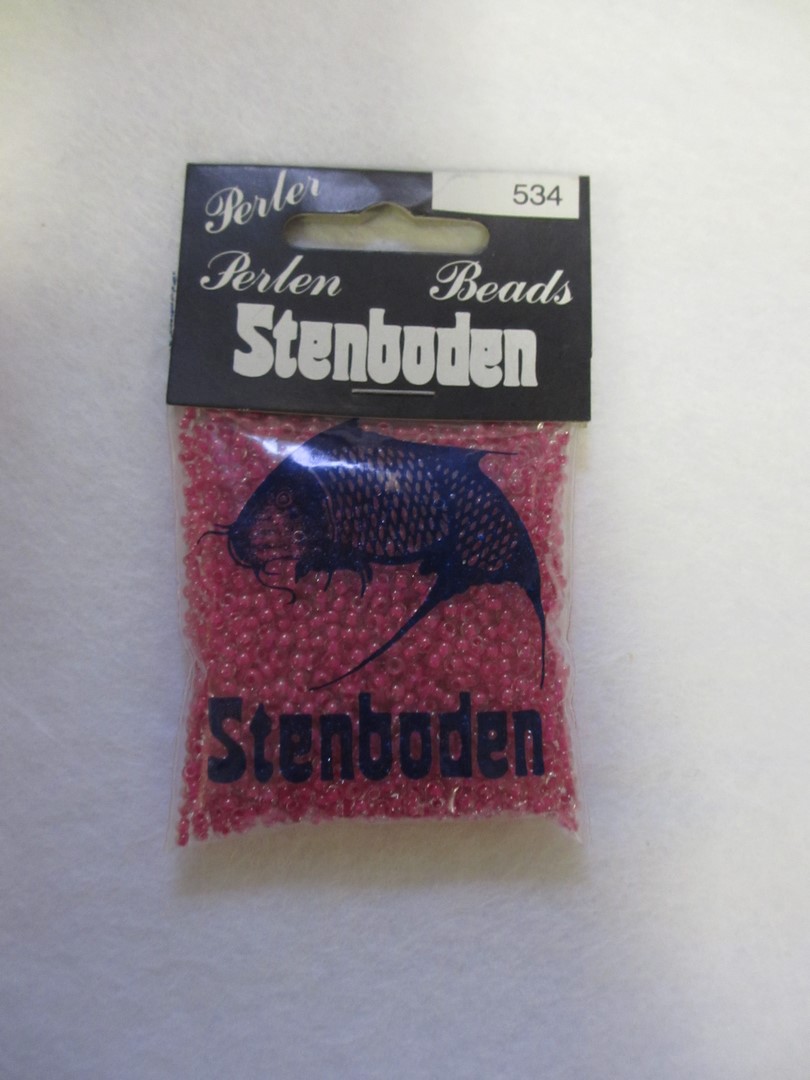 Perler
534
Perlen Beads
Stenboden
Stenboden